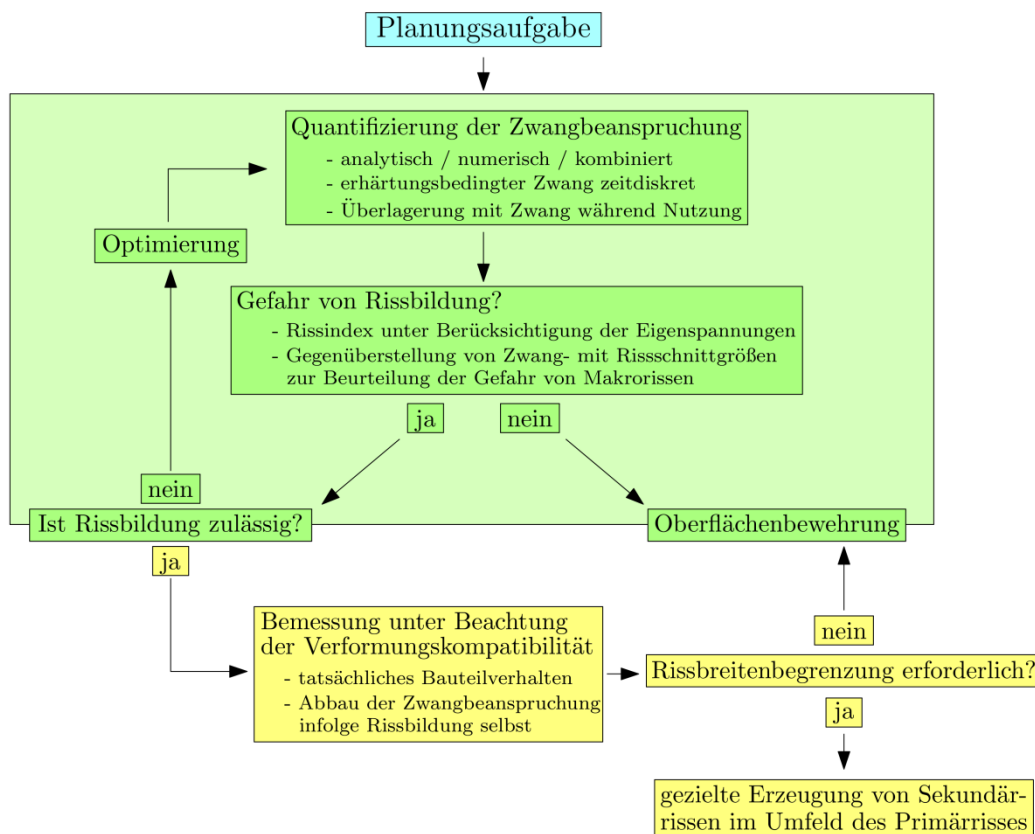 Planungsaufgabe
Quantifizierung der Zwangbeanspruchung
- analytisch / numerisch / kombiniert
- erhärtungsbedingter Zwang zeitdiskret
- Überlagerung mit Zwang während Nutzung
Optimierung
Gefahr von Rissbildung?
- Rissindex unter Berücksichtigung der Eigenspannungen
- Gegenüberstellung von Zwang- mit Rissschnittgrößen
zur Beurteilung der Gefahr von Makrorissen
ja
nein
nein
Ist Rissbildung zulässig?
Oberflächenbewehrung
ja
Bemessung unter Beachtung
der Verformungskompatibilität
- tatsächliches Bauteilverhalten
- Abbau der Zwangbeanspruchung
infolge Rissbildung selbst
nein
Rissbreitenbegrenzung erforderlich?
ja
gezielte Erzeugung von Sekundär-
rissen im Umfeld des Primärrisses